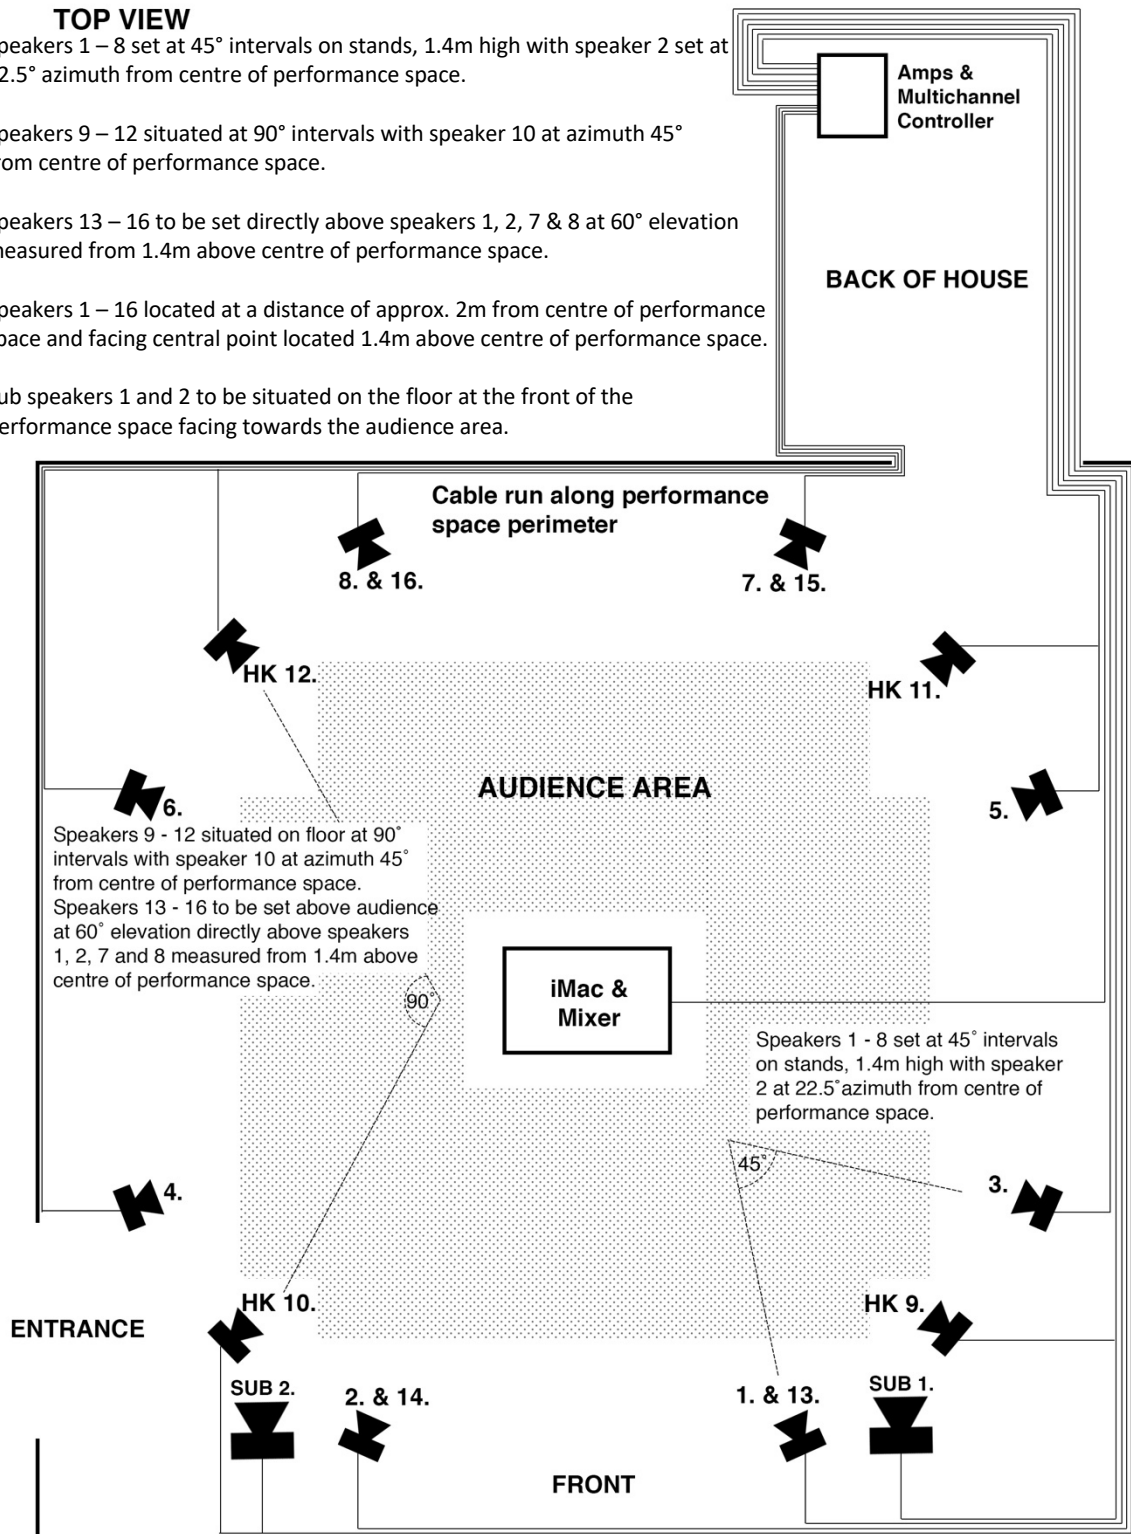 TOP VIEW
peakers 1 – 8 set at 45° intervals on stands, 1.4m high with speaker 2 set at
2.5° azimuth from centre of performance space.
peakers 9 – 12 situated at 90° intervals with speaker 10 at azimuth 45°
rom centre of performance space.
peakers 13 – 16 to be set directly above speakers 1, 2, 7 & 8 at 60° elevation
measured from 1.4m above centre of performance space.
peakers 1 – 16 located at a distance of approx. 2m from centre of performance
pace and facing central point located 1.4m above centre of performance space.
ub speakers 1 and 2 to be situated on the floor at the front of the
erformance space facing towards the audience area.
Amps &
Multichannel
Controller
BACK OF HOUSE
Cable run along performance
space perimeter
8. & 16.
7. & 15.
HK 12.
HK 11.
AUDIENCE AREA
6.
5.
Speakers 9 - 12 situated on floor at 90°
intervals with speaker 10 at azimuth 45°
from centre of performance space.
Speakers 13 - 16 to be set above audience
at 60° elevation directly above speakers
1, 2, 7 and 8 measured from 1.4m above
centre of performance space.
90°
iMac &
Mixer
Speakers 1 - 8 set at 45° intervals
on stands, 1.4m high with speaker
2 at 22.5° azimuth from centre of
performance space.
45°
4.
3.
HK 10.
HK 9.
ENTRANCE
SUB 2.
2. & 14.
1. & 13.
SUB 1.
FRONT